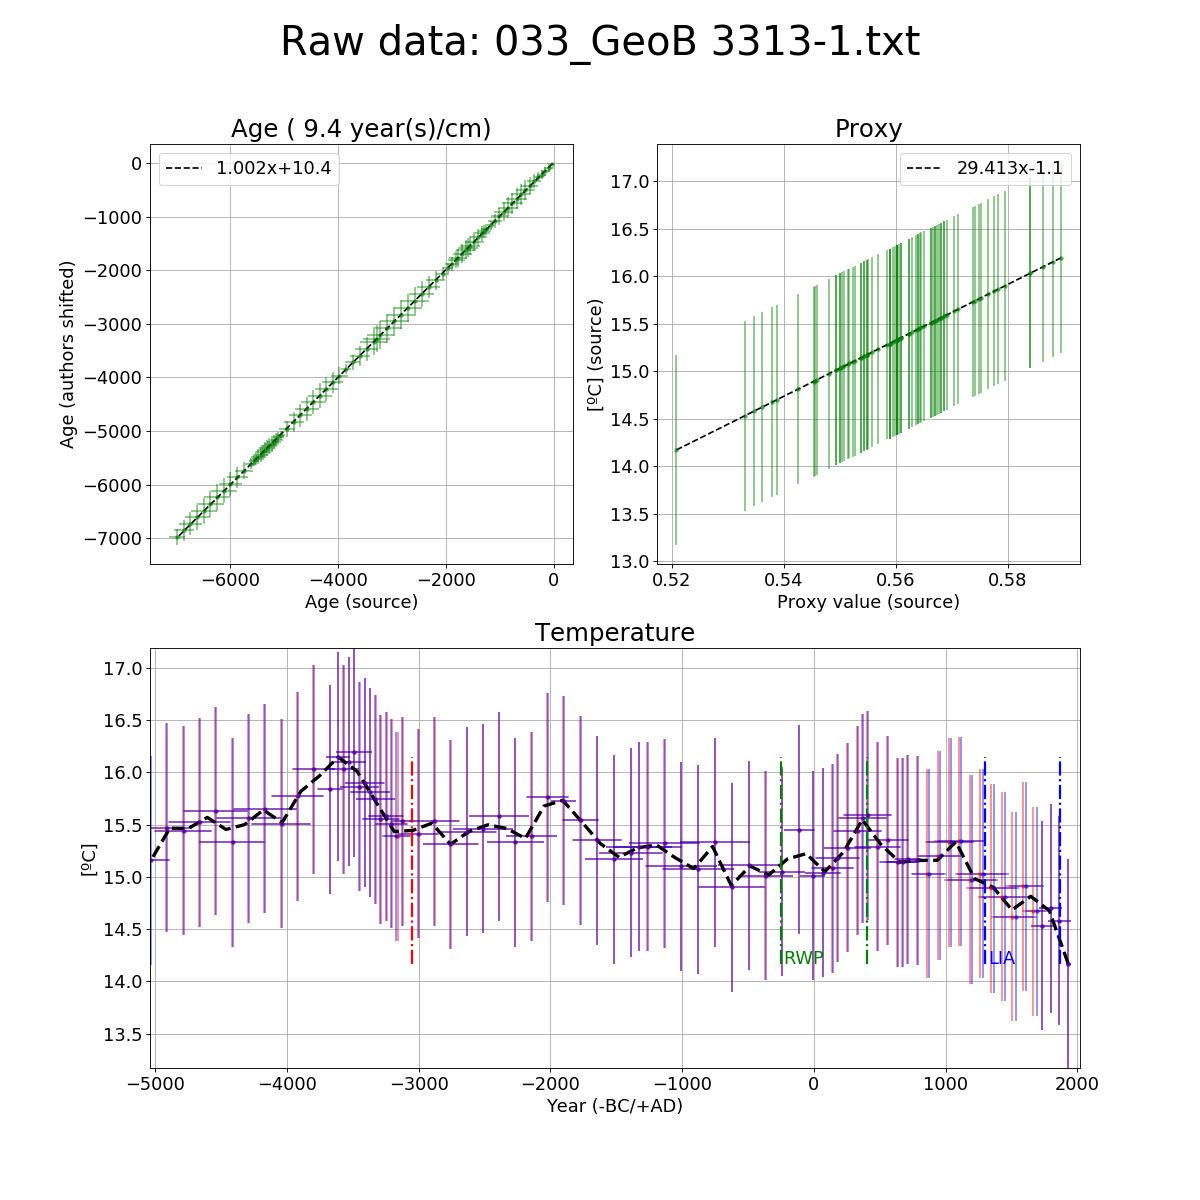 Raw data: 033_GeoB 3313-1.txt
Age ( 9.4 year(s)/cm)
1.002x+10.4
0
−1000
−2000
−3000
−4000
−5000
−6000
−7000
Age (authors shifted)
−6000 −4000 −2000 0
Age (source)
Proxy
29.413x-1.1
17.0
16.5
16.0
15.5
15.0
14.5
14.0
13.5
13.0
[ºC] (source)
0.52 0.54 0.56 0.58
Proxy value (source)
Temperature
17.0
16.5
16.0
15.5
15.0
14.5
14.0
13.5
[ºC]
RWP
LIA
−5000 −4000 −3000 −2000 −1000 0 1000 2000
Year (-BC/+AD)